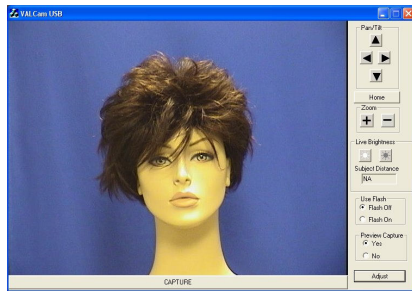 VALCam USB
Pan/Tilt
Home
Zoom
Live Brightness
Subject Distance
NA
Use Flash
Flash Off
Flash On
Preview Capture
Yes
No
CAPTURE
Adjust